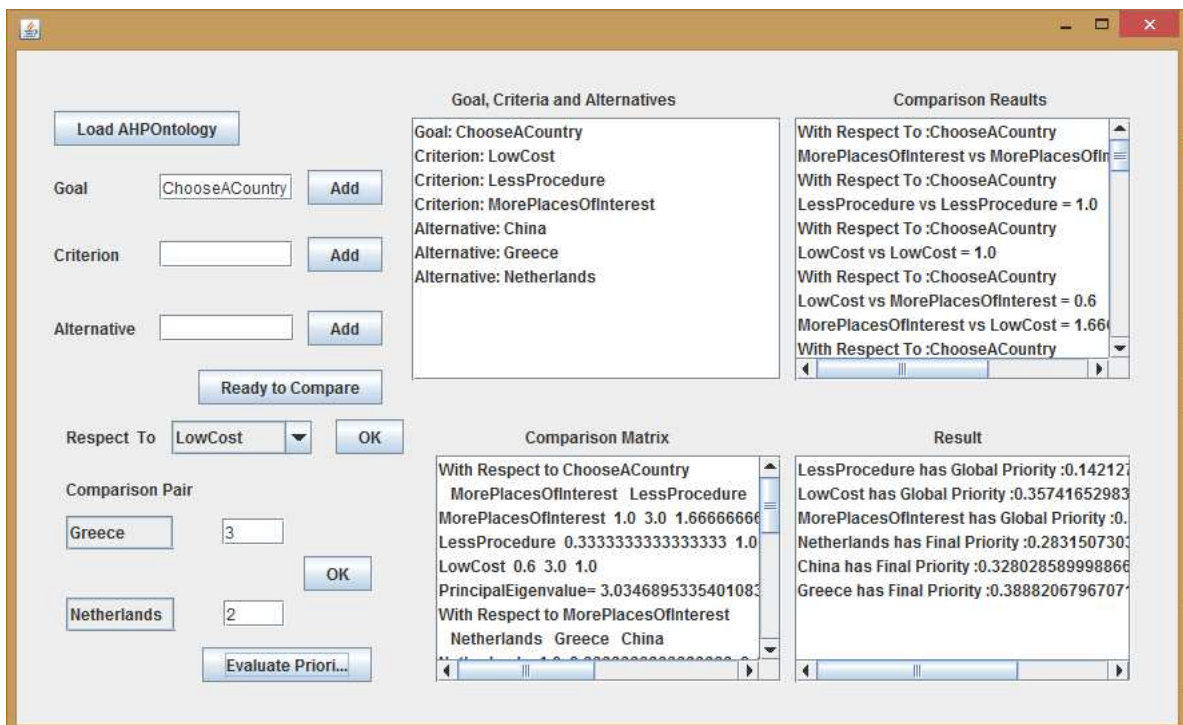 Load AHPOntology
Goal
ChooseACountry
Add
Criterion
Add
Alternative
Add
Ready to Compare
Respect To
LowCost
OK
Comparison Pair
Greece
3
OK
Netherlands
2
Evaluate Priori...
Goal, Criteria and Alternatives
Goal: ChooseACountry
Criterion: LowCost
Criterion: LessProcedure
Criterion: MorePlacesOfInterest
Alternative: China
Alternative: Greece
Alternative: Netherlands
Comparison Reaults
With Respect To :ChooseACountry
MorePlacesOfInterest vs MorePlacesOfIn
With Respect To :ChooseACountry
LessProcedure vs LessProcedure = 1.0
With Respect To :ChooseACountry
LowCost vs LowCost = 1.0
With Respect To :ChooseACountry
LowCost vs MorePlacesOfInterest = 0.6
MorePlacesOfInterest vs LowCost = 1.666
With Respect To :ChooseACountry
Comparison Matrix
With Respect to ChooseACountry
MorePlacesOfInterest LessProcedure
MorePlacesOfInterest 1.0 3.0 1.66666666
LessProcedure 0.3333333333333333 1.0
LowCost 0.6 3.0 1.0
PrincipalEigenvalue= 3.0346895335401083
With Respect to MorePlacesOfInterest
Netherlands Greece China
Result
LessProcedure has Global Priority :0.142127
LowCost has Global Priority :0.35741652983
MorePlacesOfInterest has Global Priority :0.
Netherlands has Final Priority :0.283150730
China has Final Priority :0.328028589998866
Greece has Final Priority :0.388820679670